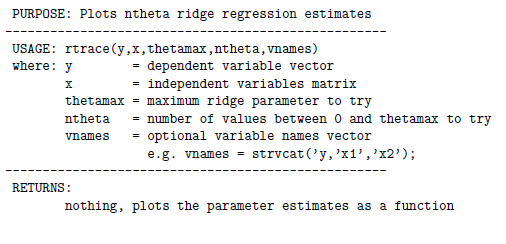 PURPOSE: Plots ntheta ridge regression estimates
---------------------------------------------------
USAGE: rtrace(y,x,thetamax,ntheta,vnames)
where: y = dependent variable vector
x = independent variables matrix
thetamax = maximum ridge parameter to try
ntheta = number of values between 0 and thetamax to try
vnames = optional variable names vector
e.g. vnames = strvcat(’y,’x1’,’x2’);
---------------------------------------------------
RETURNS:
nothing, plots the parameter estimates as a function